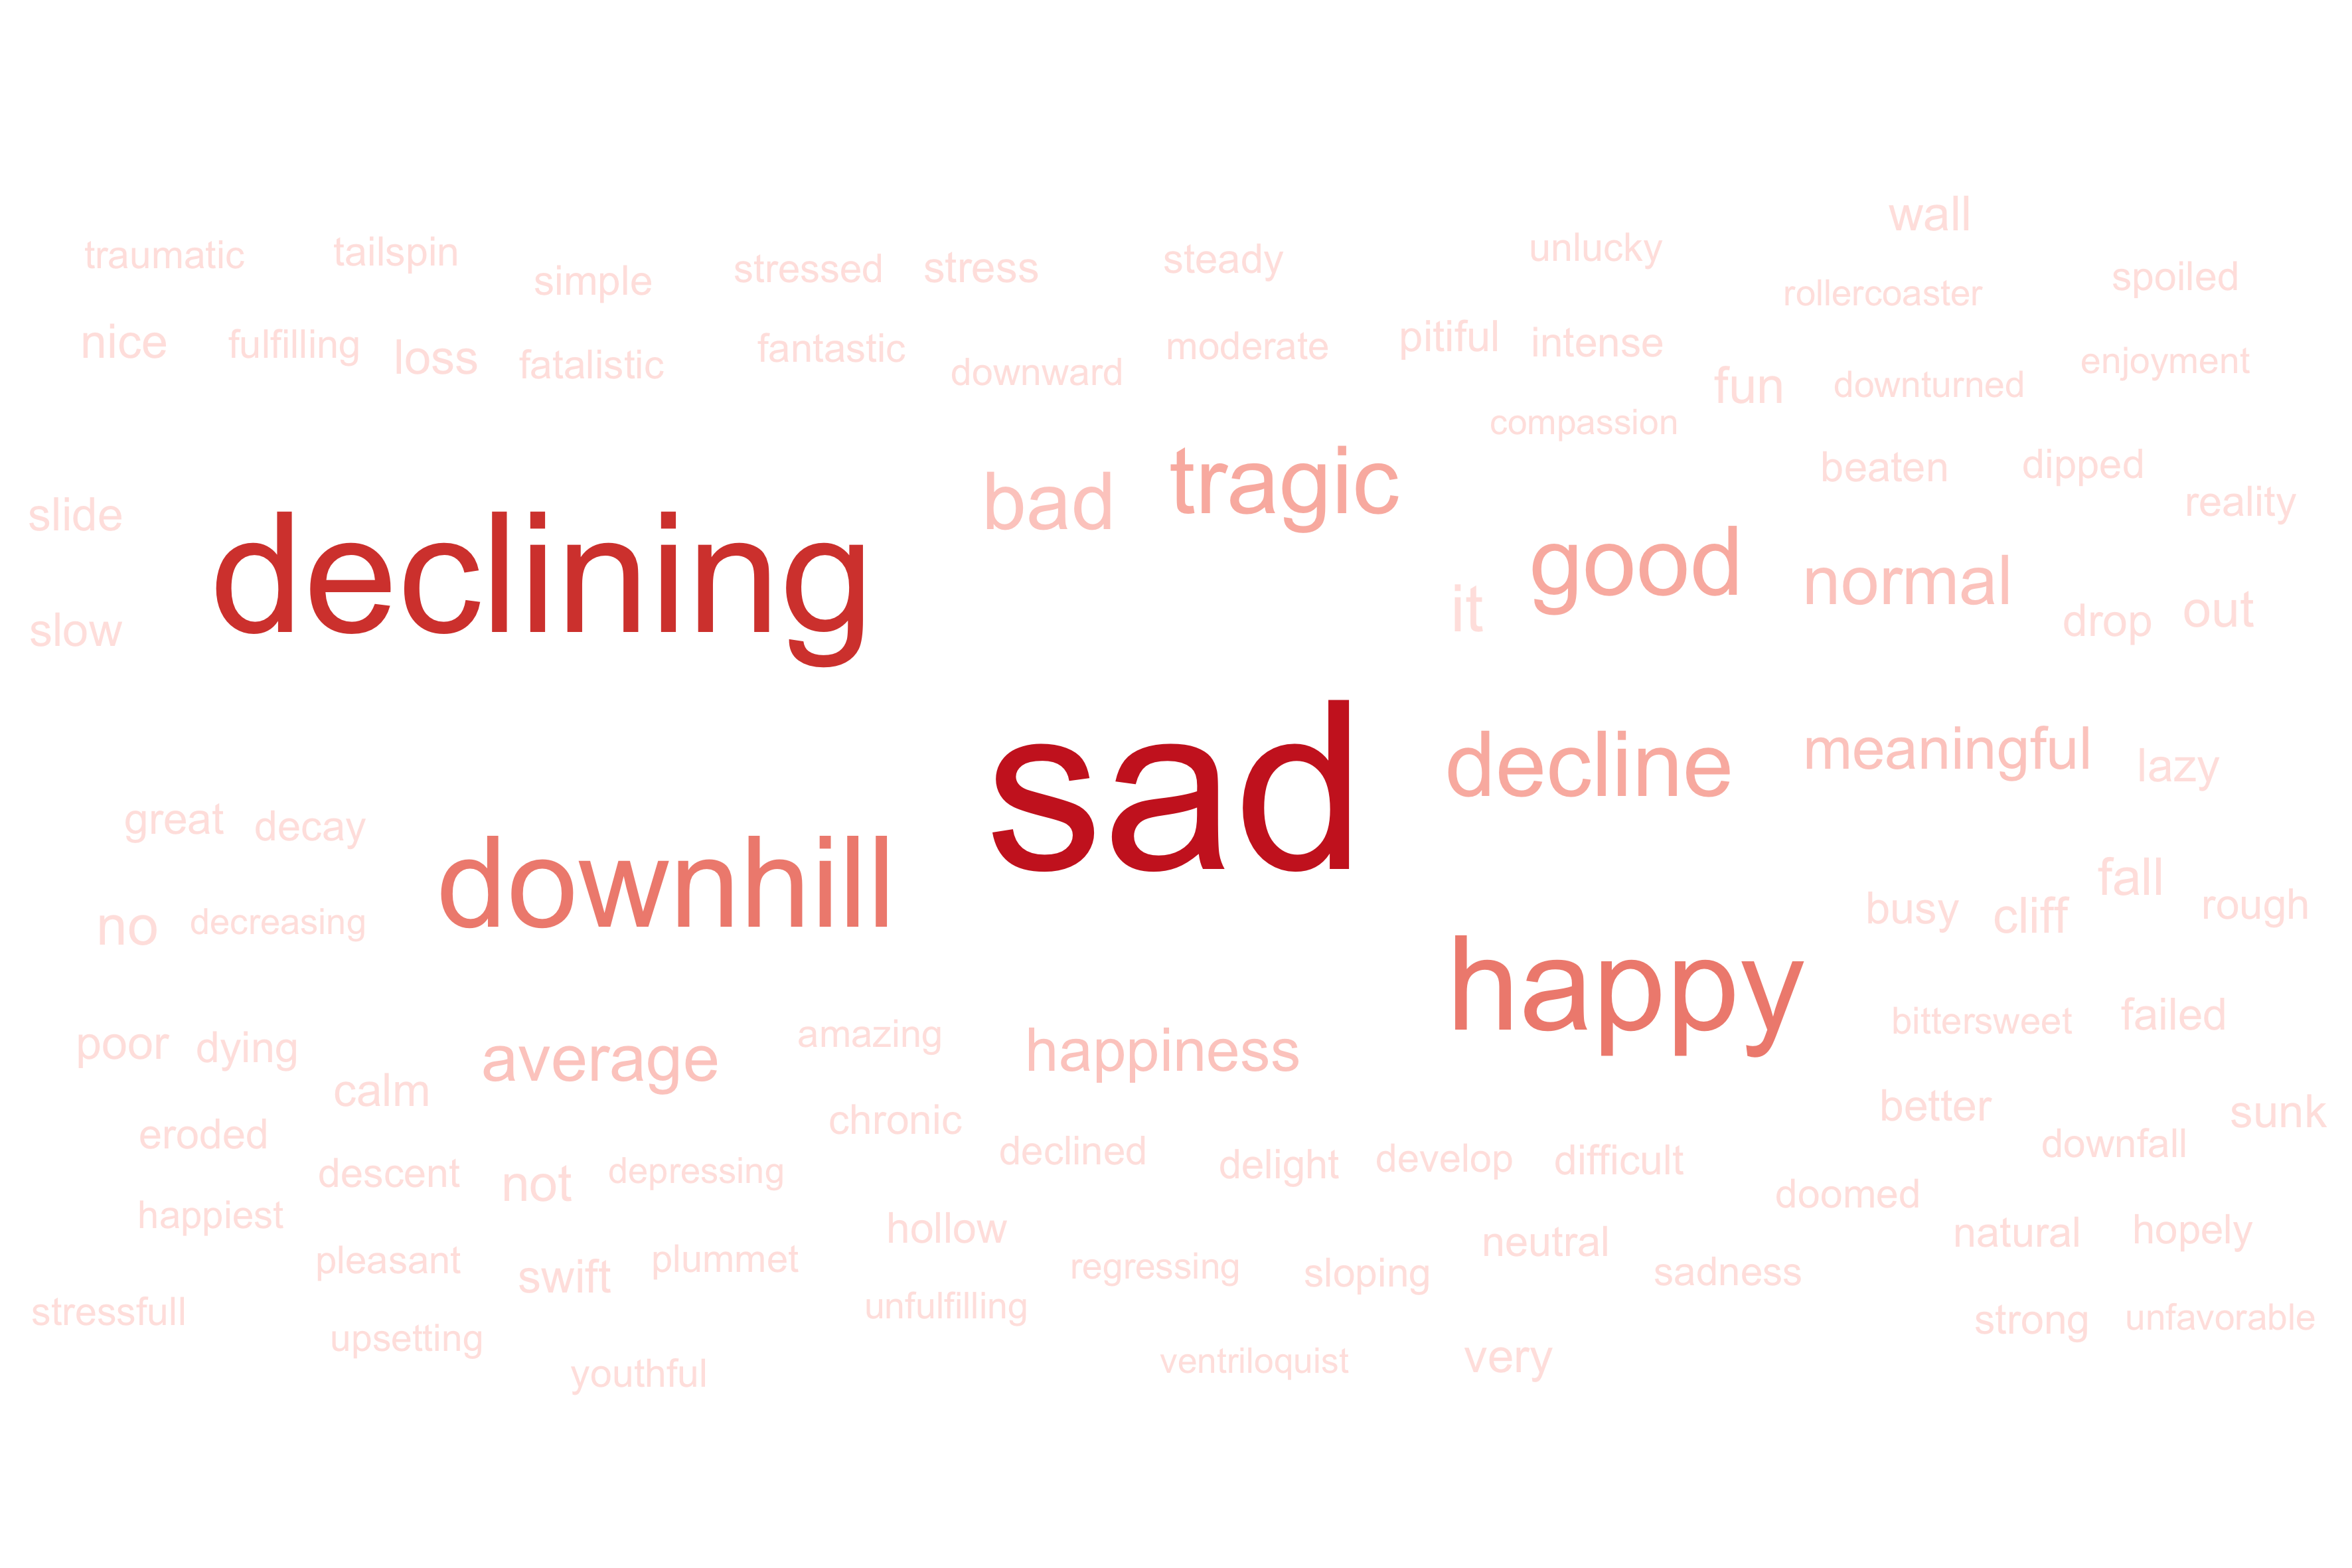 wall
traumatic tailspin simple stressed stress steady unlucky rollercoaster spoiled
nice fulfilling loss fatalistic fantastic downward moderate pitiful intense fun downturned enjoyment
compassion
slide declining bad tragic good normal beaten dipped reality
slow it drop out
sad decline meaningful lazy
great decay downhill
no decreasing happy busy cliff fall rough
poor dying average amazing happiness bittersweet failed
calm chronic better sunk
eroded declined delight develop difficult downfall
descent not depressing doomed
happiest hollow neutral natural hopely
pleasant swift plummet regressing sloping sadness
stressfull unfulfilling strong unfavorable
upsetting youthful ventriloquist very